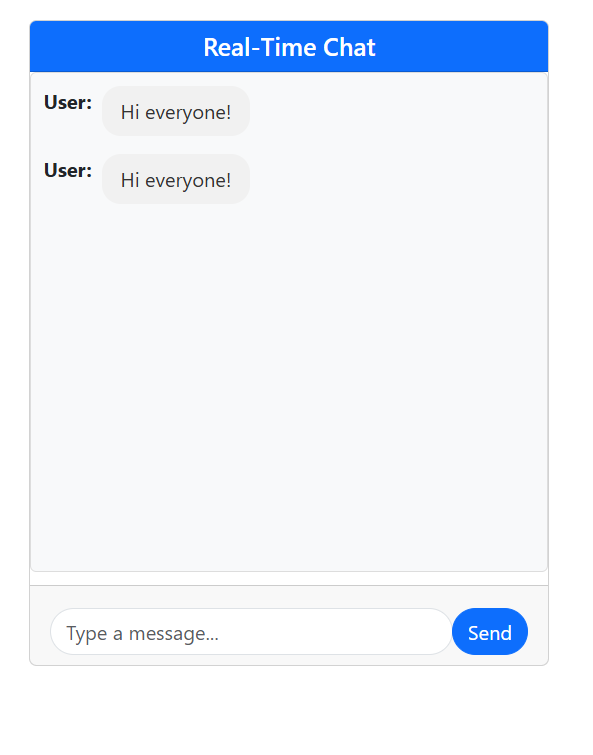 Real-Time Chat
User: Hi everyone!
User: Hi everyone!
Type a message... Send